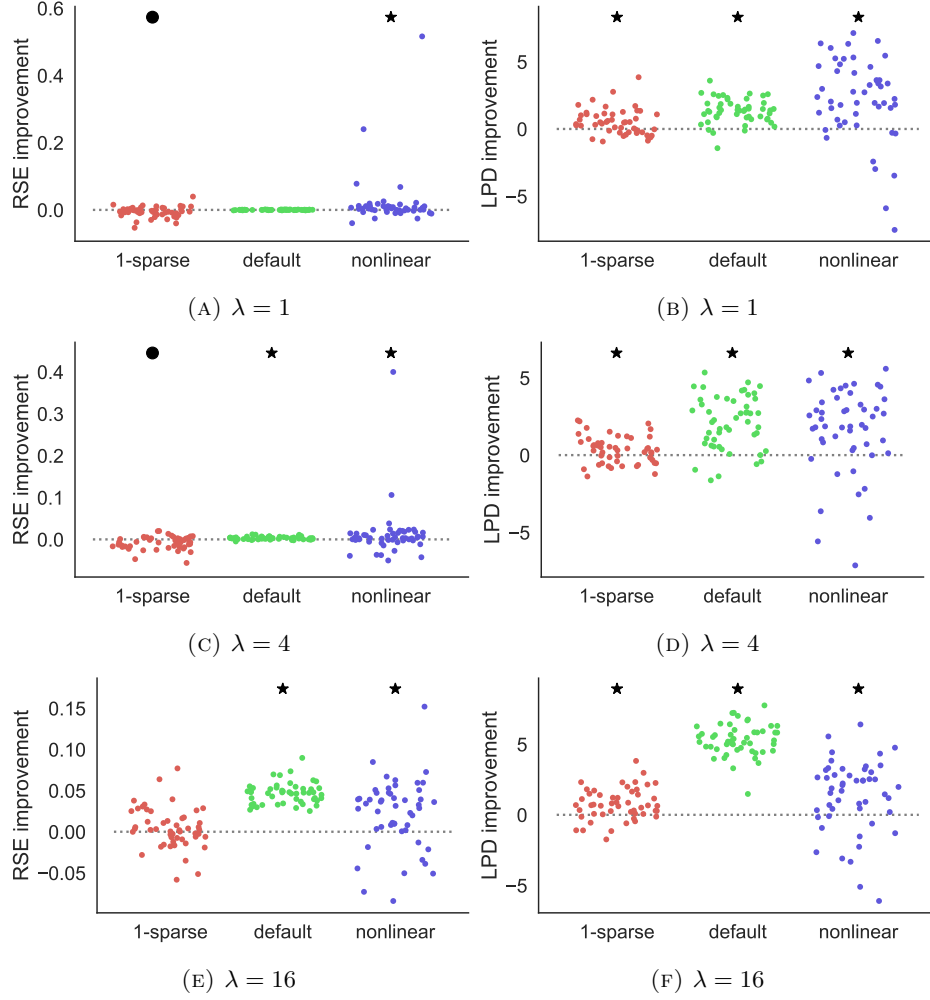 RSE improvement
0.6
0.4
0.2
0.0
1-sparse default nonlinear
(A) λ = 1
LPD improvement
5
0
−5
1-sparse default nonlinear
(B) λ = 1
RSE improvement
0.4
0.3
0.2
0.1
0.0
1-sparse default nonlinear
(C) λ = 4
LPD improvement
5
0
−5
1-sparse default nonlinear
(D) λ = 4
RSE improvement
0.15
0.10
0.05
0.00
−0.05
1-sparse default nonlinear
(E) λ = 16
LPD improvement
5
0
−5
1-sparse default nonlinear
(F) λ = 16